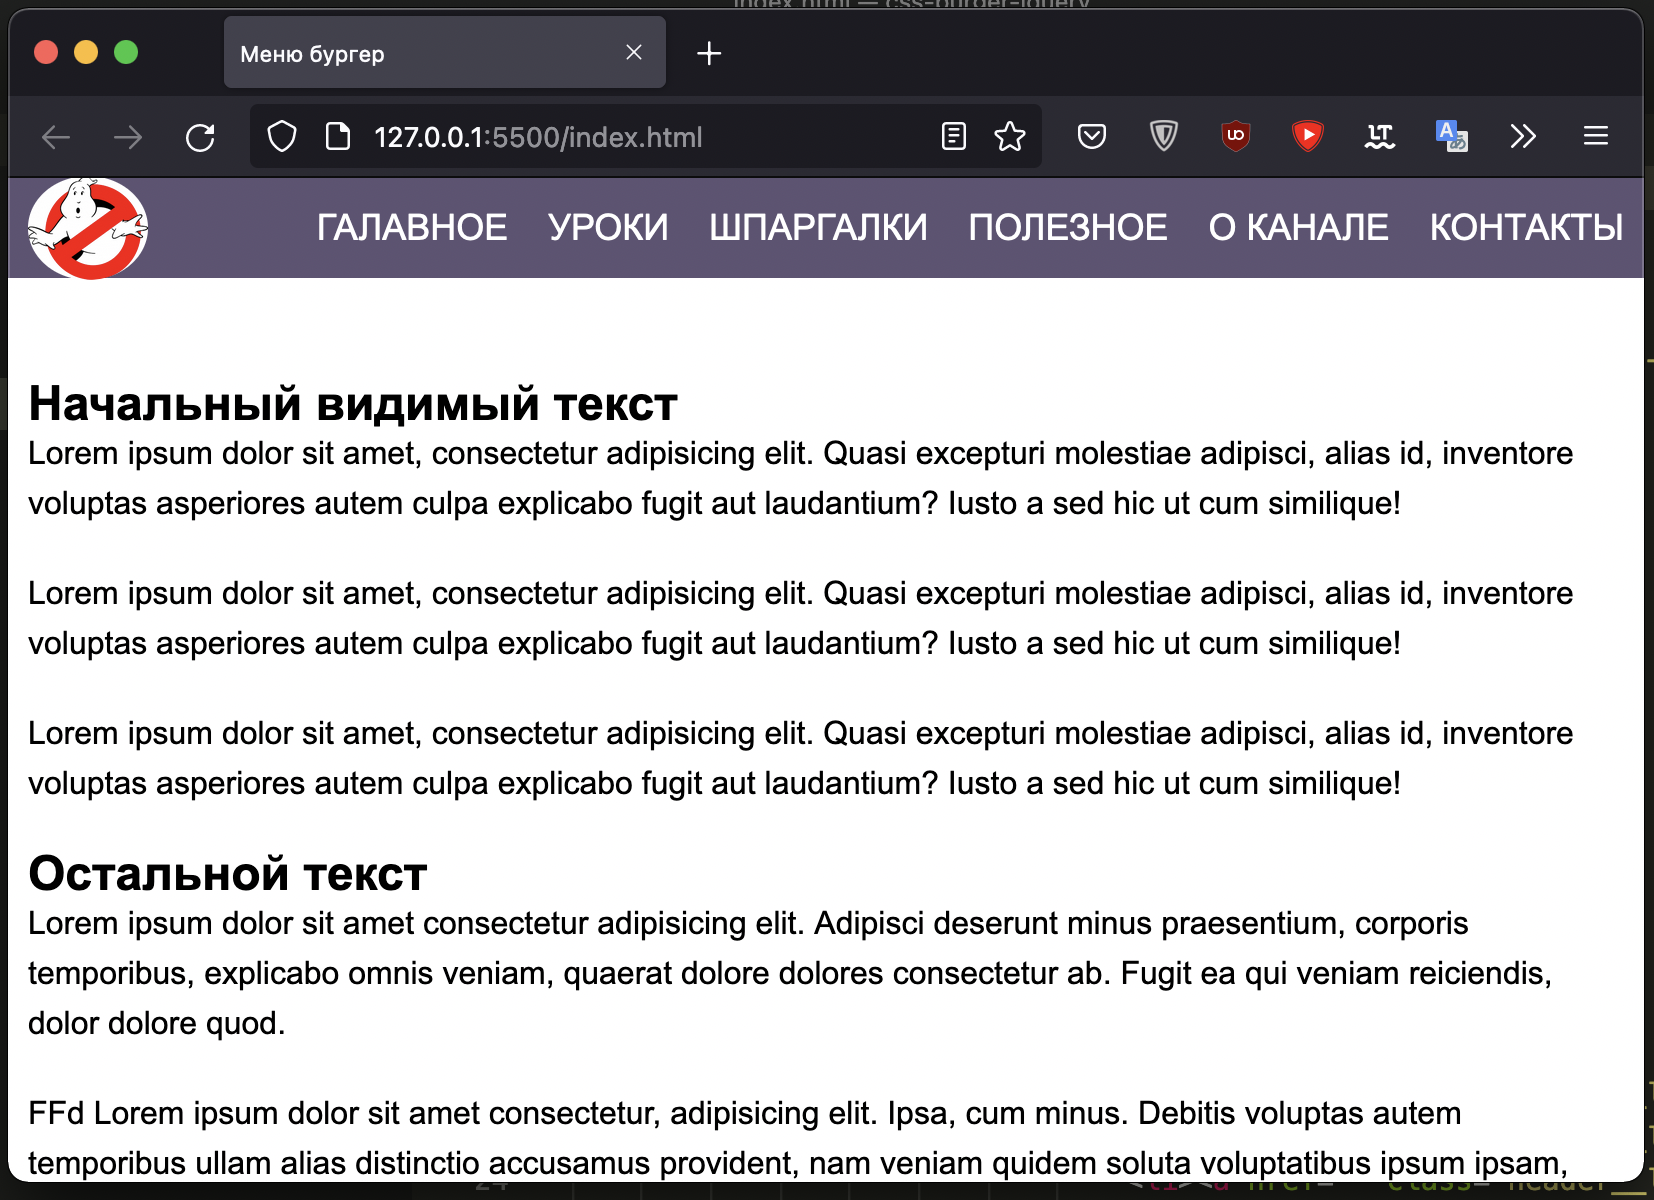 index.html — css-burger-jquery
Меню бургер
127.0.0.1:5500/index.html
ГАЛАВНОЕ УРОКИ ШПАРГАЛКИ ПОЛЕЗНОЕ О КАНАЛЕ КОНТАКТЫ
Начальный видимый текст
Lorem ipsum dolor sit amet, consectetur adipisicing elit. Quasi excepturi molestiae adipisci, alias id, inventore
voluptas asperiores autem culpa explicabo fugit aut laudantium? Iusto a sed hic ut cum similique!
Lorem ipsum dolor sit amet, consectetur adipisicing elit. Quasi excepturi molestiae adipisci, alias id, inventore
voluptas asperiores autem culpa explicabo fugit aut laudantium? Iusto a sed hic ut cum similique!
Lorem ipsum dolor sit amet, consectetur adipisicing elit. Quasi excepturi molestiae adipisci, alias id, inventore
voluptas asperiores autem culpa explicabo fugit aut laudantium? Iusto a sed hic ut cum similique!
Остальной текст
Lorem ipsum dolor sit amet consectetur adipisicing elit. Adipisci deserunt minus praesentium, corporis
temporibus, explicabo omnis veniam, quaerat dolore dolores consectetur ab. Fugit ea qui veniam reiciendis,
dolor dolore quod.
FFd Lorem ipsum dolor sit amet consectetur, adipisicing elit. Ipsa, cum minus. Debitis voluptas autem
temporibus ullam alias distinctio accusamus provident, nam veniam quidem soluta voluptatibus ipsum ipsam,